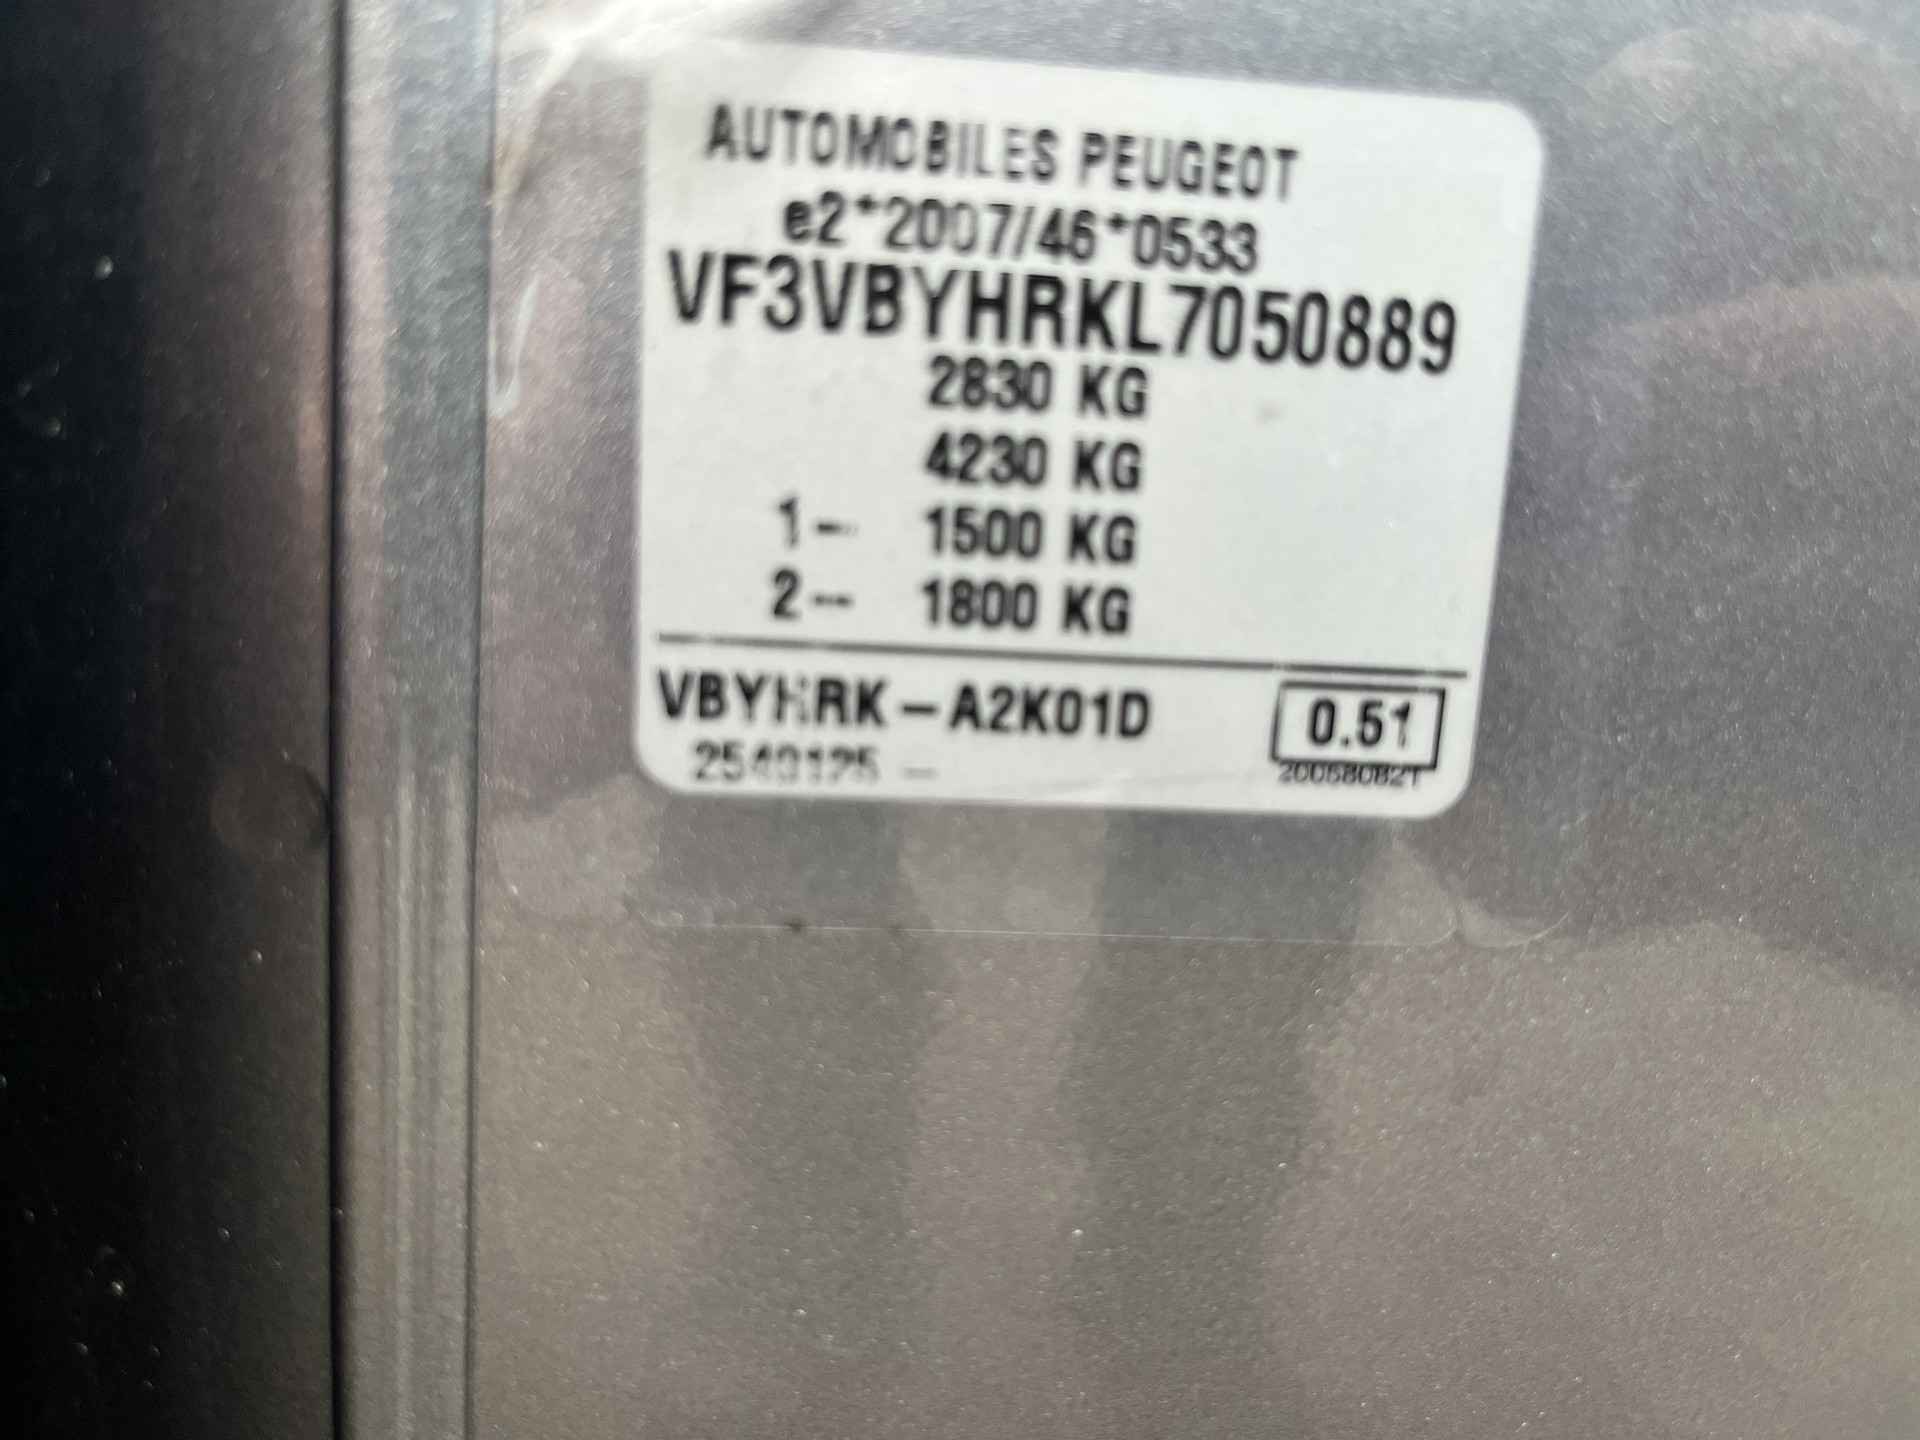 AUTOMOBILES PEUGEOT
e2*2007/46*0533
VF3VBYHRKL7050889
2830 KG
4230 KG
1-- 1500 KG
2-- 1800 KG
VBYHRK-A2K01D 0.51